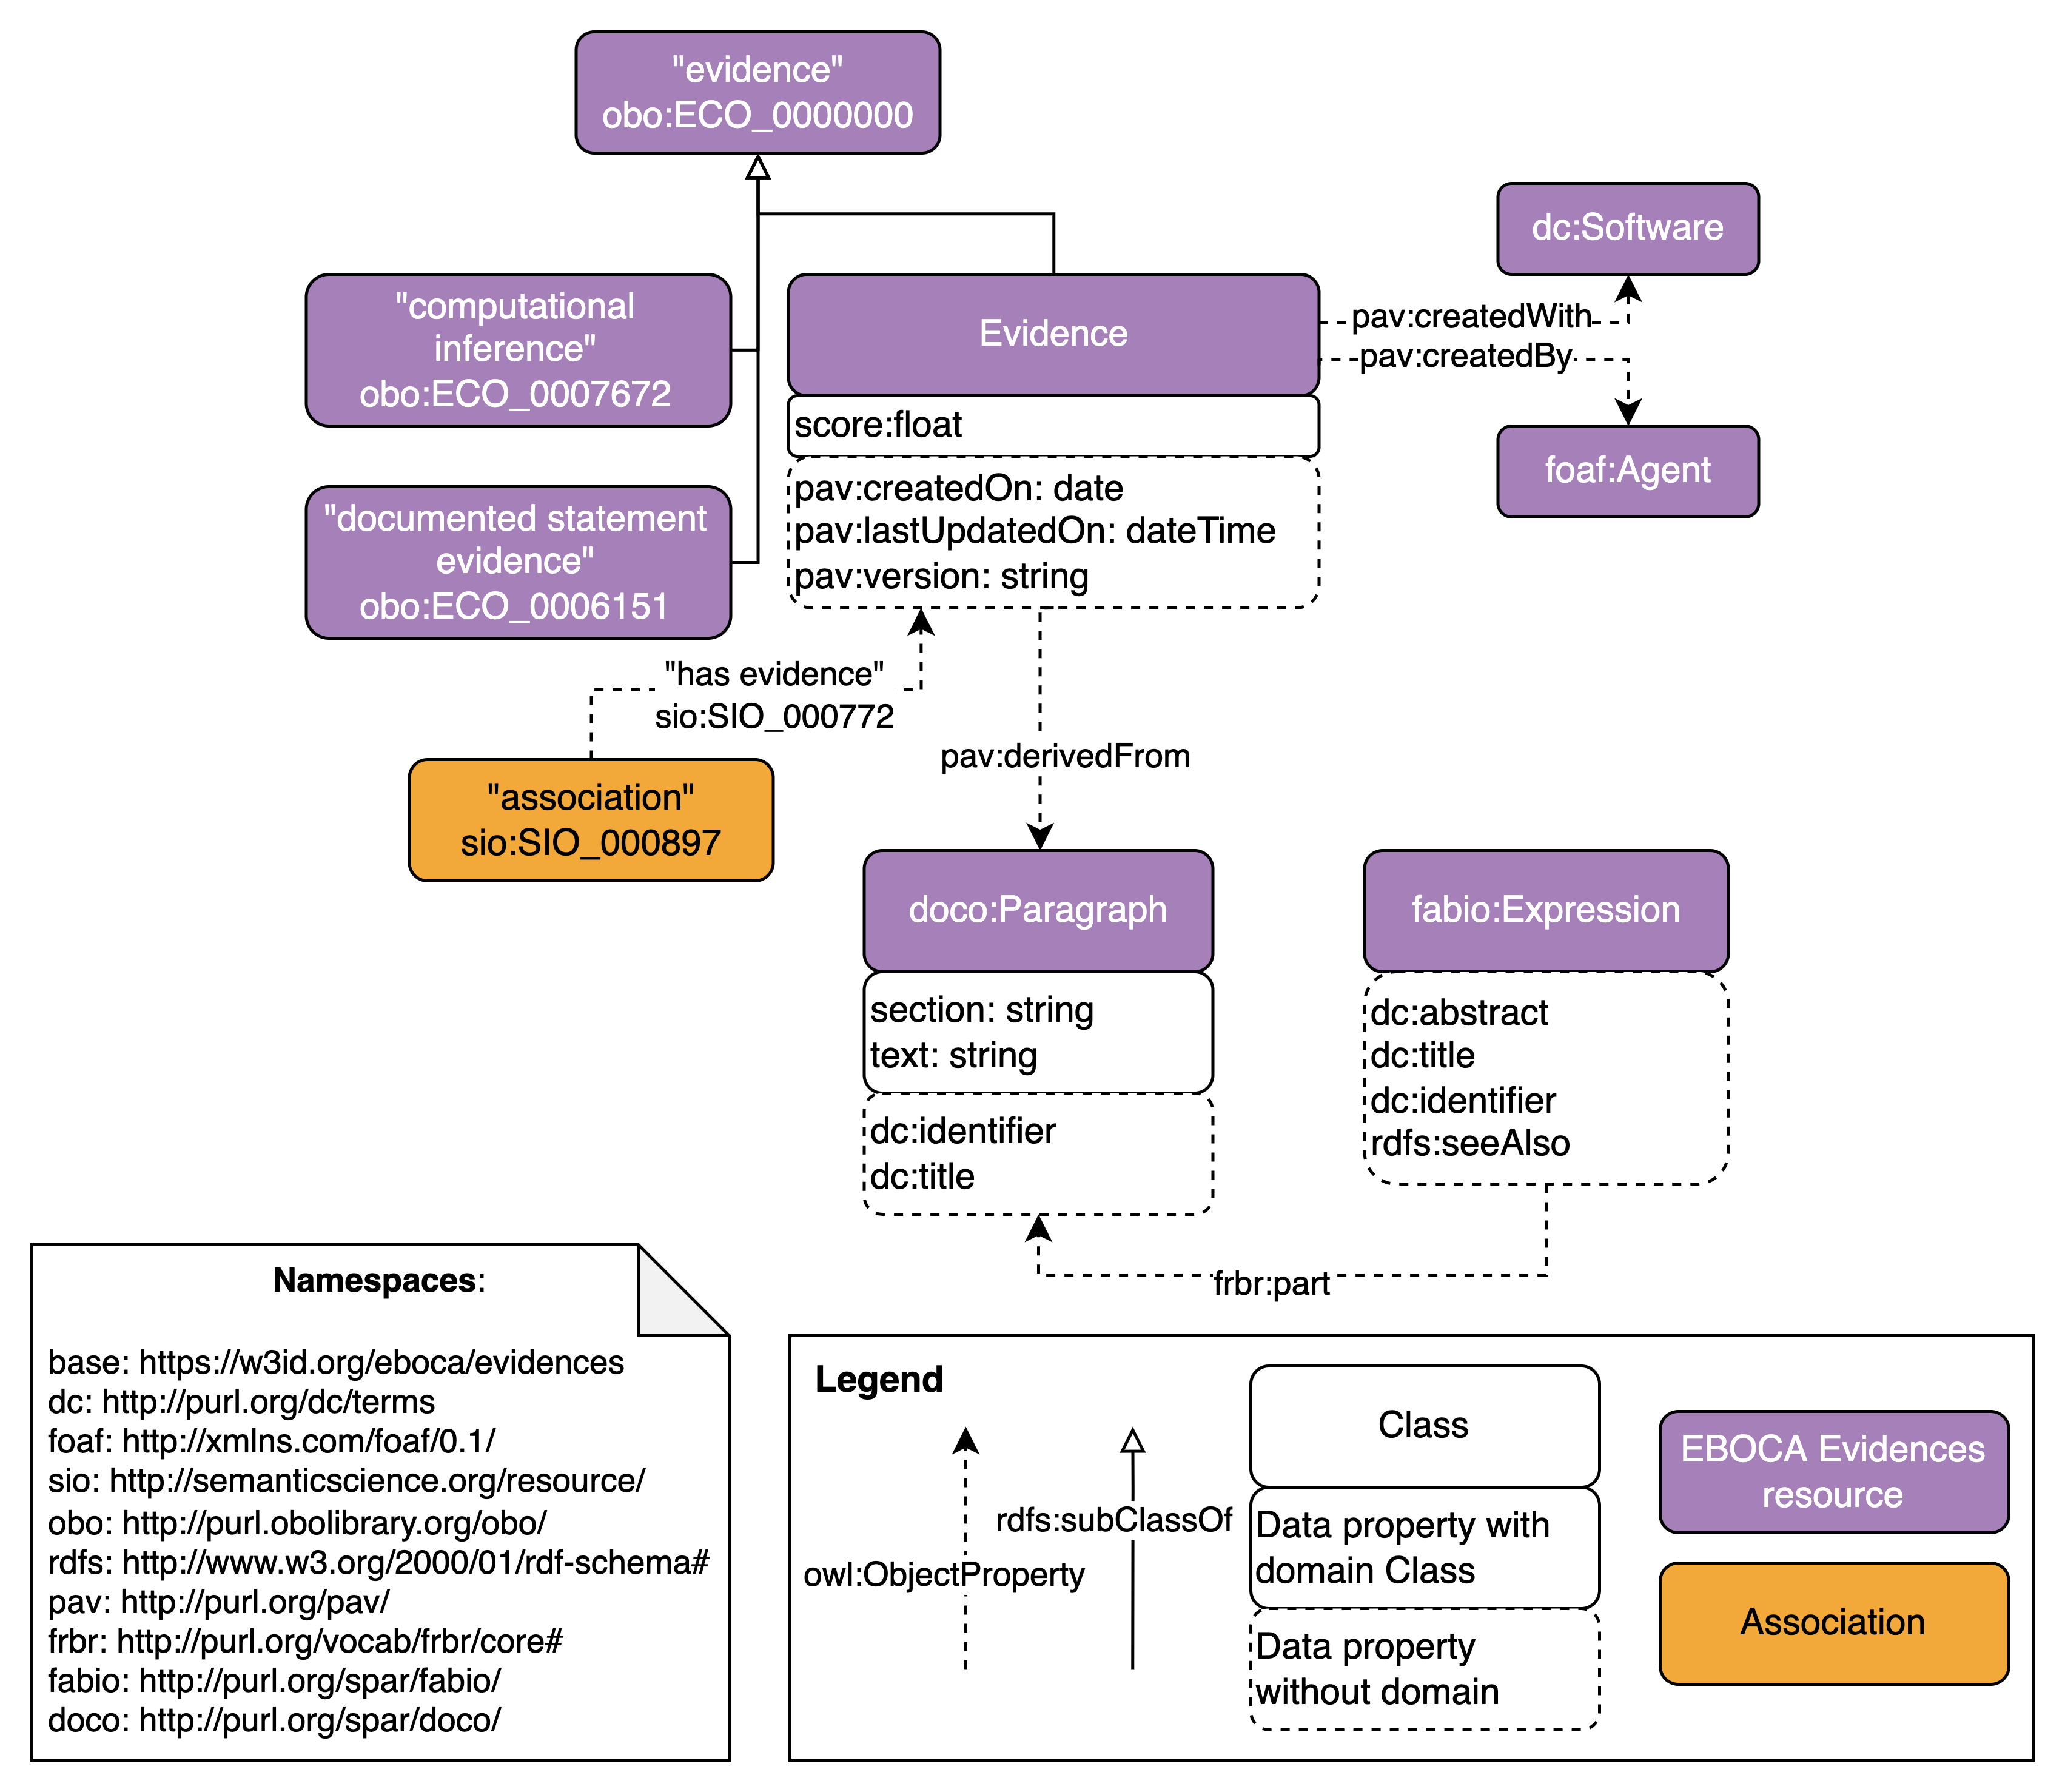 "evidence"
obo:ECO_0000000
dc:Software
"computational
inference"
obo:ECO_0007672
Evidence
pav:createdWith
pav:createdBy
score:float
foaf:Agent
pav:createdOn: date
pav:lastUpdatedOn: dateTime
pav:version: string
"documented statement
evidence"
obo:ECO_0006151
"has evidence"
sio:SIO_000772
pav:derivedFrom
"association"
sio:SIO_000897
doco:Paragraph
section: string
text: string
dc:identifier
dc:title
fabio:Expression
dc:abstract
dc:title
dc:identifier
rdfs:seeAlso
frbr:part
Namespaces:
base: https://w3id.org/eboca/evidences
dc: http://purl.org/dc/terms
foaf: http://xmlns.com/foaf/0.1/
sio: http://semanticscience.org/resource/
obo: http://purl.obolibrary.org/obo/
rdfs: http://www.w3.org/2000/01/rdf-schema#
pav: http://purl.org/pav/
frbr: http://purl.org/vocab/frbr/core#
fabio: http://purl.org/spar/fabio/
doco: http://purl.org/spar/doco/
Legend
owl:ObjectProperty
rdfs:subClassOf
Class
Data property with
domain Class
Data property
without domain
EBOCA Evidences
resource
Association